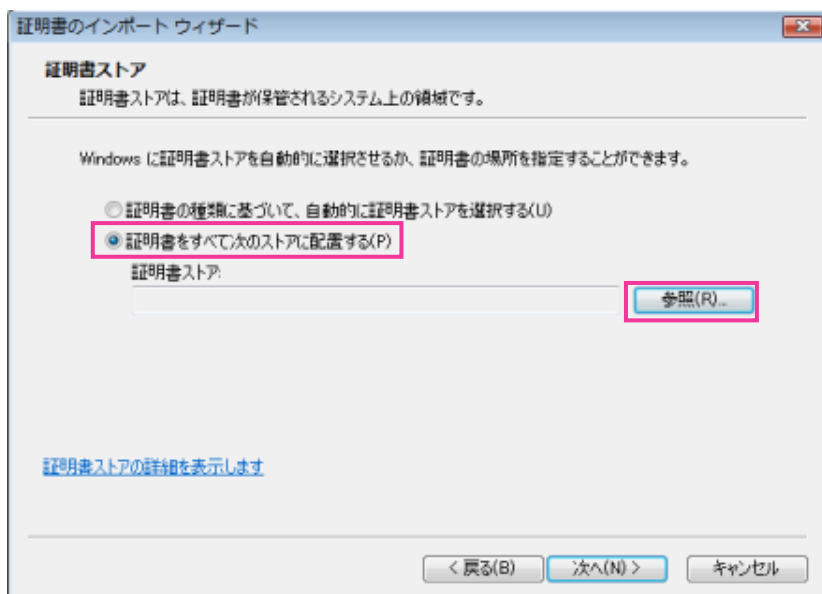 証明書のインポート ウィザード
証明書ストア
証明書ストアは、証明書が保管されるシステム上の領域です。
Windows に証明書ストアを自動的に選択させるか、証明書の場所を指定することができます。
証明書の種類に基づいて、自動的に証明書ストアを選択する(U)
証明書をすべて次のストアに配置する(P)
証明書ストア:
参照(R)...
証明書ストアの詳細を表示します
< 戻る(B)
次へ(N) >
キャンセル